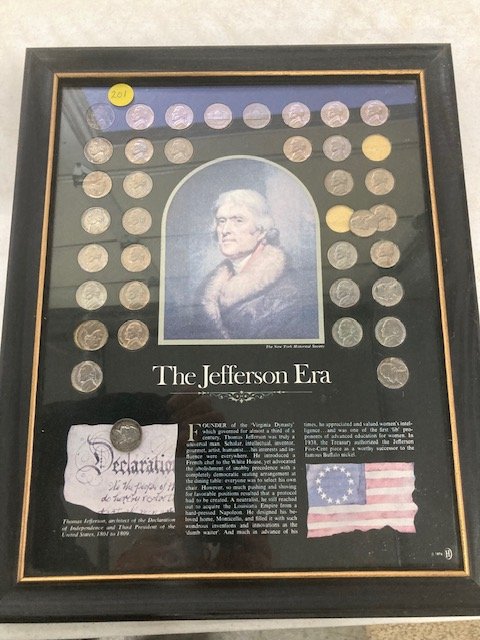 201
The New York Historical Society
The Jefferson Era
Declaration
Thomas Jefferson, architect of the Declaration
of Independence and Third President of the
United States, 1801 to 1809
FOUNDER of the 'Virginia Dynasty'
which governed for almost a third of a
century, Thomas Jefferson was truly a
universal man. Scholar, intellectual, inventor,
gourmet, artist, humanist... his interests and in-
fluence were everywhere. He introduced a
French chef to the White House, yet advocated
the abolishment of snobby precedence with a
completely democratic seating arrangement at
the dining table: everyone was to select his own
chair. However, so much pushing and shoving
for favorable positions resulted that a protocol
had to be created. A neutralist, he still reached
out to acquire the Louisiana Empire from a
hard-pressed Napoleon. He designed his be-
loved home, Monticello, and filled it with such
wondrous inventions and innovations as the
'dumb waiter'. And much in advance of his
times, he appreciated and valued women's intel-
ligence... and was one of the first 'lib' pro-
ponents of advanced education for women. In
1938, the Treasury authorized the Jefferson
Five-Cent piece as a worthy successor to the
famous Buffalo nickel.